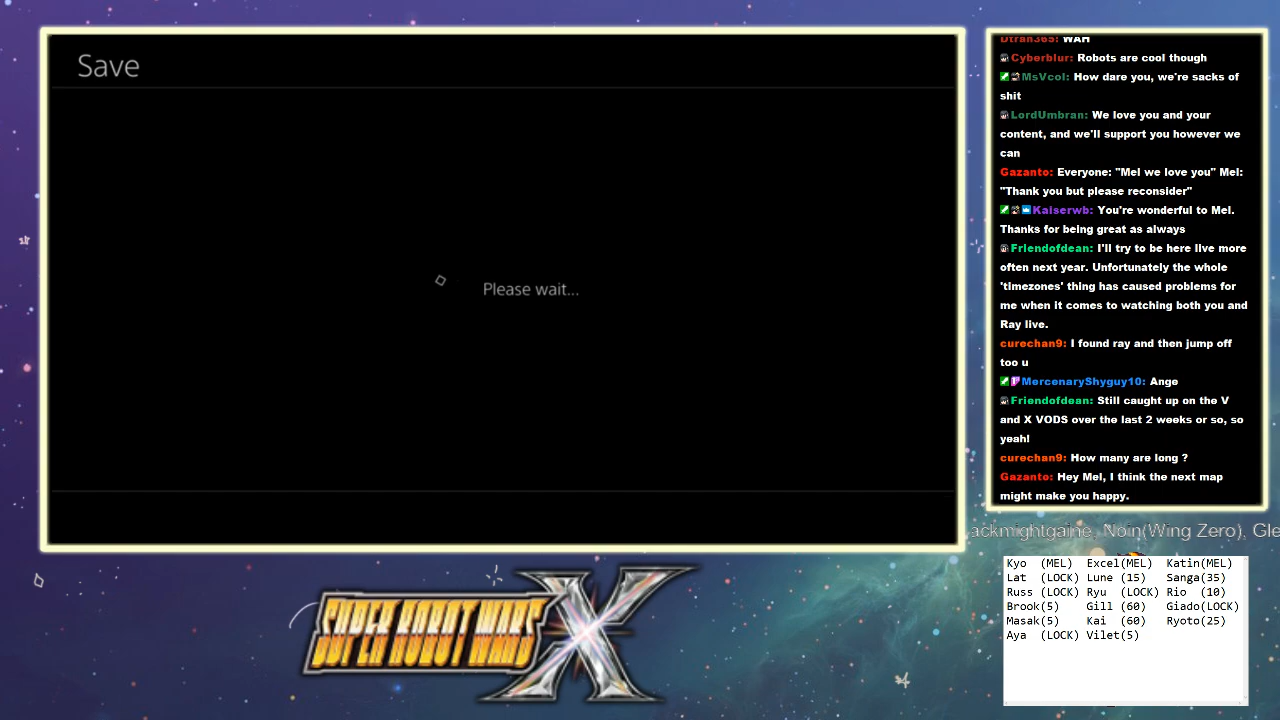 Save
Please wait...
Dtran365: WAH
Cyberblur: Robots are cool though
MsVcol: How dare you, we're sacks of
shit
LordUmbran: We love you and your
content, and we'll support you however we
can
Gazanto: Everyone: "Mel we love you" Mel:
"Thank you but please reconsider"
Kaiserwb: You're wonderful to Mel.
Thanks for being great as always
Friendofdean: I'll try to be here live more
often next year. Unfortunately the whole
'timezones' thing has caused problems for
me when it comes to watching both you and
Ray live.
curechan9: I found ray and then jump off
too u
MercenaryShyguy10: Ange
Friendofdean: Still caught up on the V
and X VODS over the last 2 weeks or so, so
yeah!
curechan9: How many are long ?
Gazanto: Hey Mel, I think the next map
might make you happy.
ackmightgaine, Noin(Wing Zero), Gle
Kyo (MEL) Excel(MEL) Katin(MEL)
Lat (LOCK) Lune (15) Sanga(35)
Russ (LOCK) Ryu (LOCK) Rio (10)
Brook(5) Gill (60) Giado(LOCK)
Masak(5) Kai (60) Ryoto(25)
Aya (LOCK) Vilet(5)
SUPER ROBOT WARS X